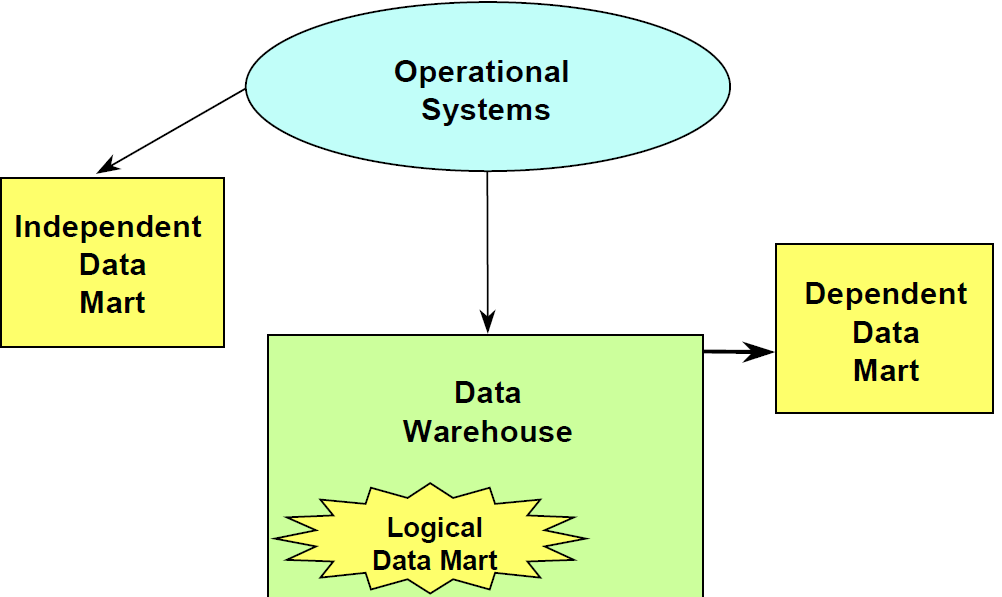 Operational
Systems
Independent
Data
Mart
Dependent
Data
Mart
Data
Warehouse
Logical
Data Mart